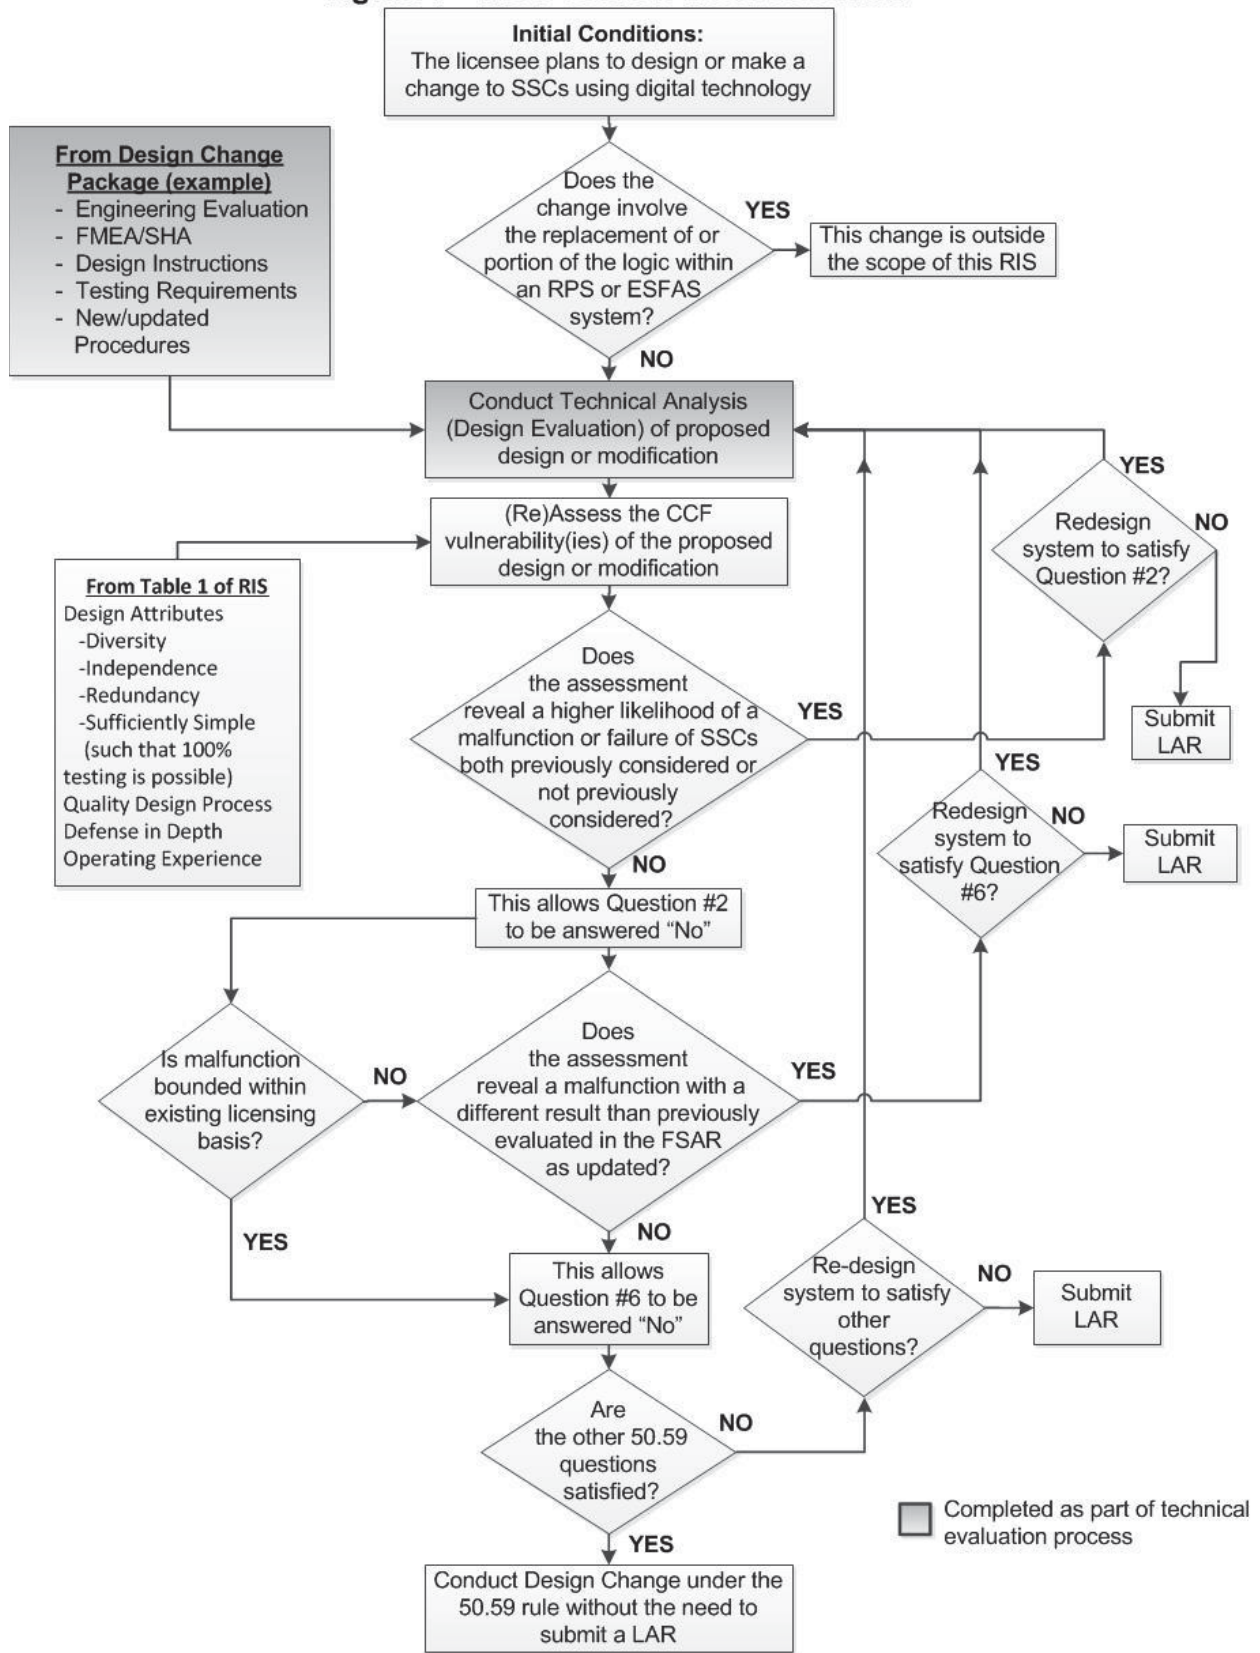 Initial Conditions:
The licensee plans to design or make a
change to SSCs using digital technology
From Design Change
Package (example)
- Engineering Evaluation
- FMEA/SHA
- Design Instructions
- Testing Requirements
- New/updated
Procedures
Does the
change involve
the replacement of or
portion of the logic within
an RPS or ESFAS
system?
YES
This change is outside
the scope of this RIS
NO
Conduct Technical Analysis
(Design Evaluation) of proposed
design or modification
(Re)Assess the CCF
vulnerability(ies) of the proposed
design or modification
YES
Redesign
system to satisfy
Question #2?
NO
Submit
LAR
From Table 1 of RIS
Design Attributes
-Diversity
-Independence
-Redundancy
-Sufficiently Simple
(such that 100%
testing is possible)
Quality Design Process
Defense in Depth
Operating Experience
Does
the assessment
reveal a higher likelihood of a
malfunction or failure of SSCs
both previously considered or
not previously
considered?
YES
NO
YES
Redesign
system to
satisfy Question
#6?
NO
Submit
LAR
This allows Question #2
to be answered “No”
Is malfunction
bounded within
existing licensing
basis?
NO
YES
Does
the assessment
reveal a malfunction with a
different result than previously
evaluated in the FSAR
as updated?
YES
NO
This allows
Question #6 to be
answered “No”
YES
Re-design
system to satisfy
other
questions?
NO
Submit
LAR
Are
the other 50.59
questions
satisfied?
NO
YES
Conduct Design Change under the
50.59 rule without the need to
submit a LAR
Completed as part of technical
evaluation process